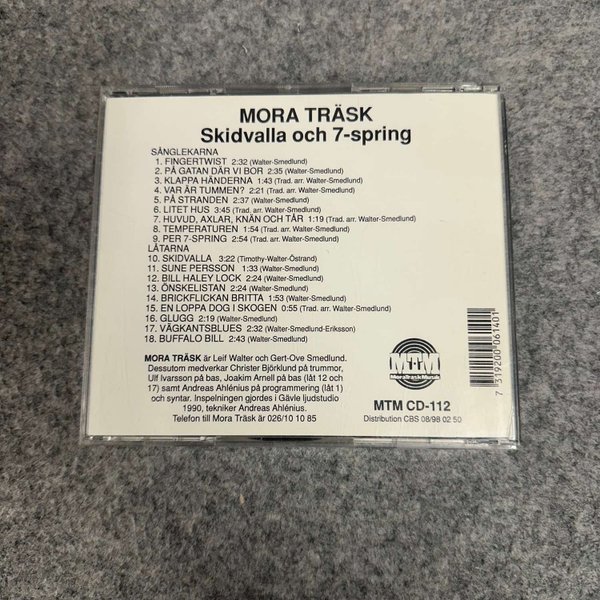 MORA TRÄSK
Skidvalla och 7-spring
SÅNGLEKARNA
1. FINGERTWIST 2:32 (Walter-Smedlund)
2. PÅ GATAN DÄR VI BOR 2:35 (Walter-Smedlund)
3. KLAPPA HÄNDERNA 1:43 (Trad. arr. Walter-Smedlund)
4. VAR ÄR TUMMEN? 2:21 (Trad. arr. Walter-Smedlund)
5. PÅ STRANDEN 2:37 (Walter-Smedlund)
6. LITET HUS 3:45 (Trad. arr. Walter-Smedlund)
7. HUVUD, AXLAR, KNÄN OCH TÅR 1:19 (Trad. arr. Walter-Smedlund)
8. TEMPERATUREN 1:54 (Trad. arr. Walter-Smedlund)
9. PER 7-SPRING 2:54 (Trad. arr. Walter-Smedlund)
LÅTARNA
10. SKIDVALLA 3:22 (Timothy-Walter-Östrand)
11. SUNE PERSSON 1:33 (Walter-Smedlund)
12. BILL HALEY LOCK 2:24 (Walter-Smedlund)
13. ÖNSKELISTAN 2:24 (Walter-Smedlund)
14. BRICKFLICKAN BRITTA 1:53 (Walter-Smedlund)
15. EN LOPPA DOG I SKOGEN 0:55 (Trad. arr. Walter-Smedlund)
16. GLUGG 2:19 (Walter-Smedlund)
17. VÄGKANTSBLUES 2:32 (Walter-Smedlund-Eriksson)
18. BUFFALO BILL 2:43 (Walter-Smedlund)
MORA TRÄSK är Leif Walter och Gert-Ove Smedlund.
Dessutom medverkar Christer Björklund på trummor,
Ulf Ivarsson på bas, Joakim Arnell på bas (låt 12 och
17) samt Andreas Ahlénius på programmering (låt 1)
och syntar. Inspelningen gjordes i Gävle ljudstudio
1990, tekniker Andreas Ahlénius.
Telefon till Mora Träsk är 026/10 10 85
MTM
Mora Träsk Musik
MTM CD-112
Distribution CBS 08/98 02 50
7 319200 061401